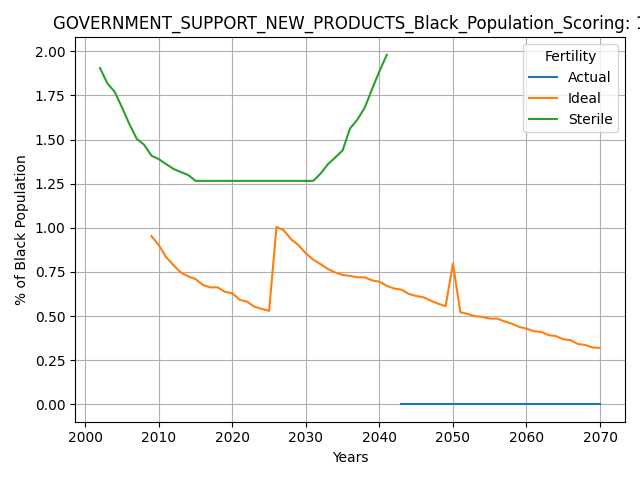 GOVERNMENT_SUPPORT_NEW_PRODUCTS_Black_Population_Scoring: 1
% of Black Population
2.00
1.75
1.50
1.25
1.00
0.75
0.50
0.25
0.00
Fertility
Actual
Ideal
Sterile
2000 2010 2020 2030 2040 2050 2060 2070
Years